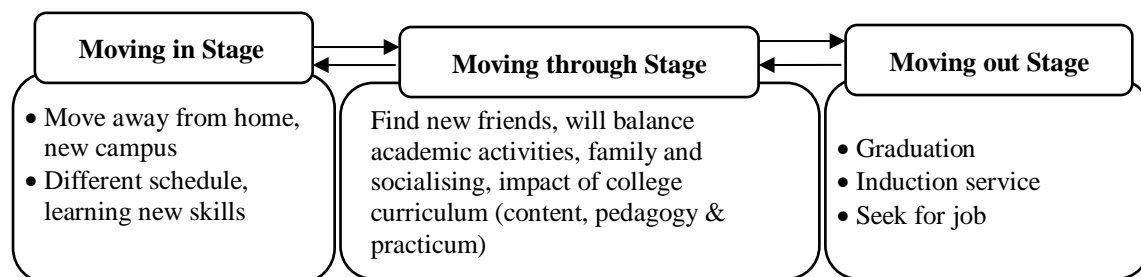 Moving in Stage
• Move away from home,
new campus
• Different schedule,
learning new skills
Moving through Stage
Find new friends, will balance
academic activities, family and
socialising, impact of college
curriculum (content, pedagogy &
practicum)
Moving out Stage
• Graduation
• Induction service
• Seek for job